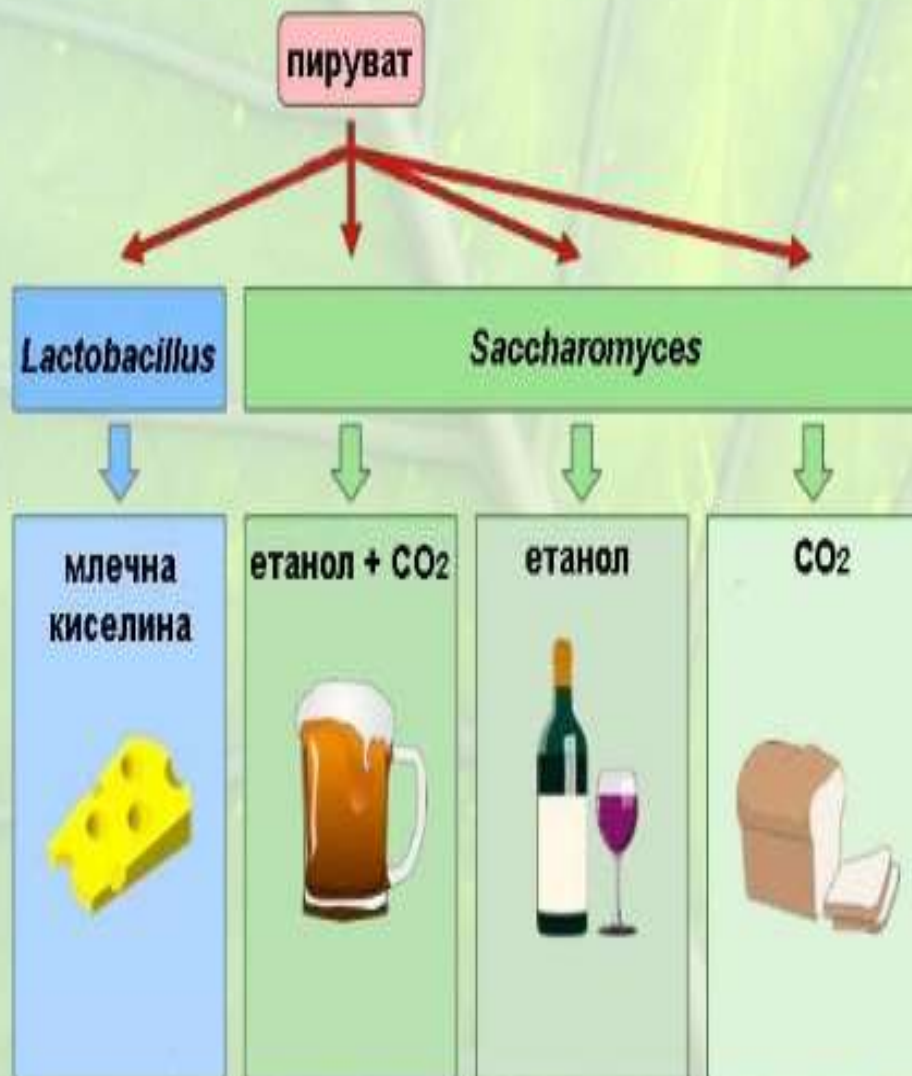 пируват
Lactobacillus
Saccharomyces
млечна
киселина
етанол + CO2
етанол
CO2